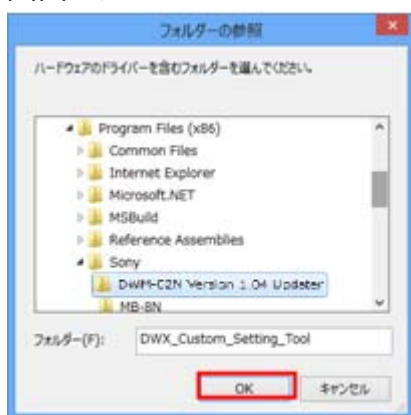 フォルダーの参照
ハードウェアのドライバーを含むフォルダーを選んでください。
Program Files (x86)
Common Files
Internet Explorer
Microsoft.NET
MSBuild
Reference Assemblies
Sony
DWM-C2N Version 1.04 Updater
MB-8N
フォルダー(F):
DWX_Custom_Setting_Tool
OK
キャンセル